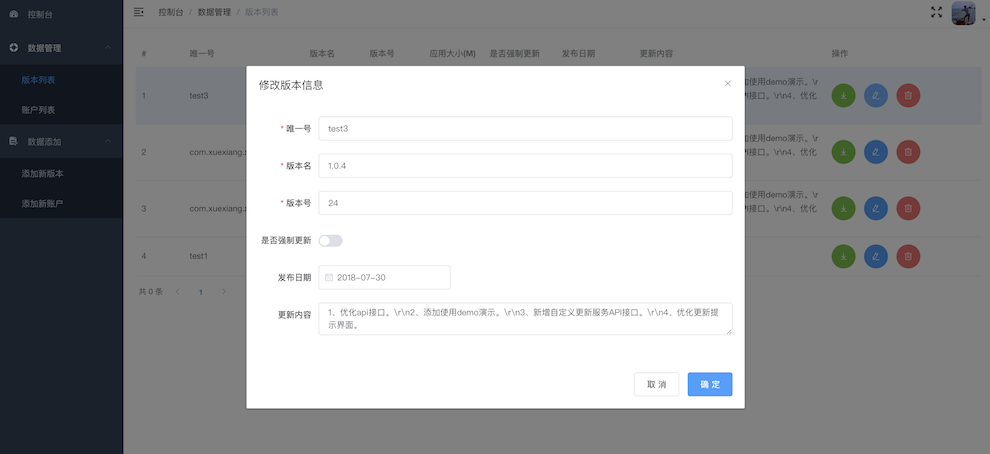 控制台
数据管理
版本列表
账户列表
数据添加
添加新版本
添加新账户
控制台 / 数据管理 / 版本列表
# 唯一号 版本名 版本号 应用大小(M) 是否强制更新 发布日期 更新内容 操作
1 test3
加使用demo演示。\r
PI接口。\r\n4、优化
2 com.xuexiang.x
加使用demo演示。\r
PI接口。\r\n4、优化
3 com.xuexiang.x
加使用demo演示。\r
PI接口。\r\n4、优化
4 test1
共 0 条 1
修改版本信息
* 唯一号 test3
* 版本名 1.0.4
* 版本号 24
是否强制更新
发布日期 2018-07-30
更新内容 1、优化api接口。\r\n2、添加使用demo演示。\r\n3、新增自定义更新服务API接口。\r\n4、优化更新提
示界面。
取 消 确 定